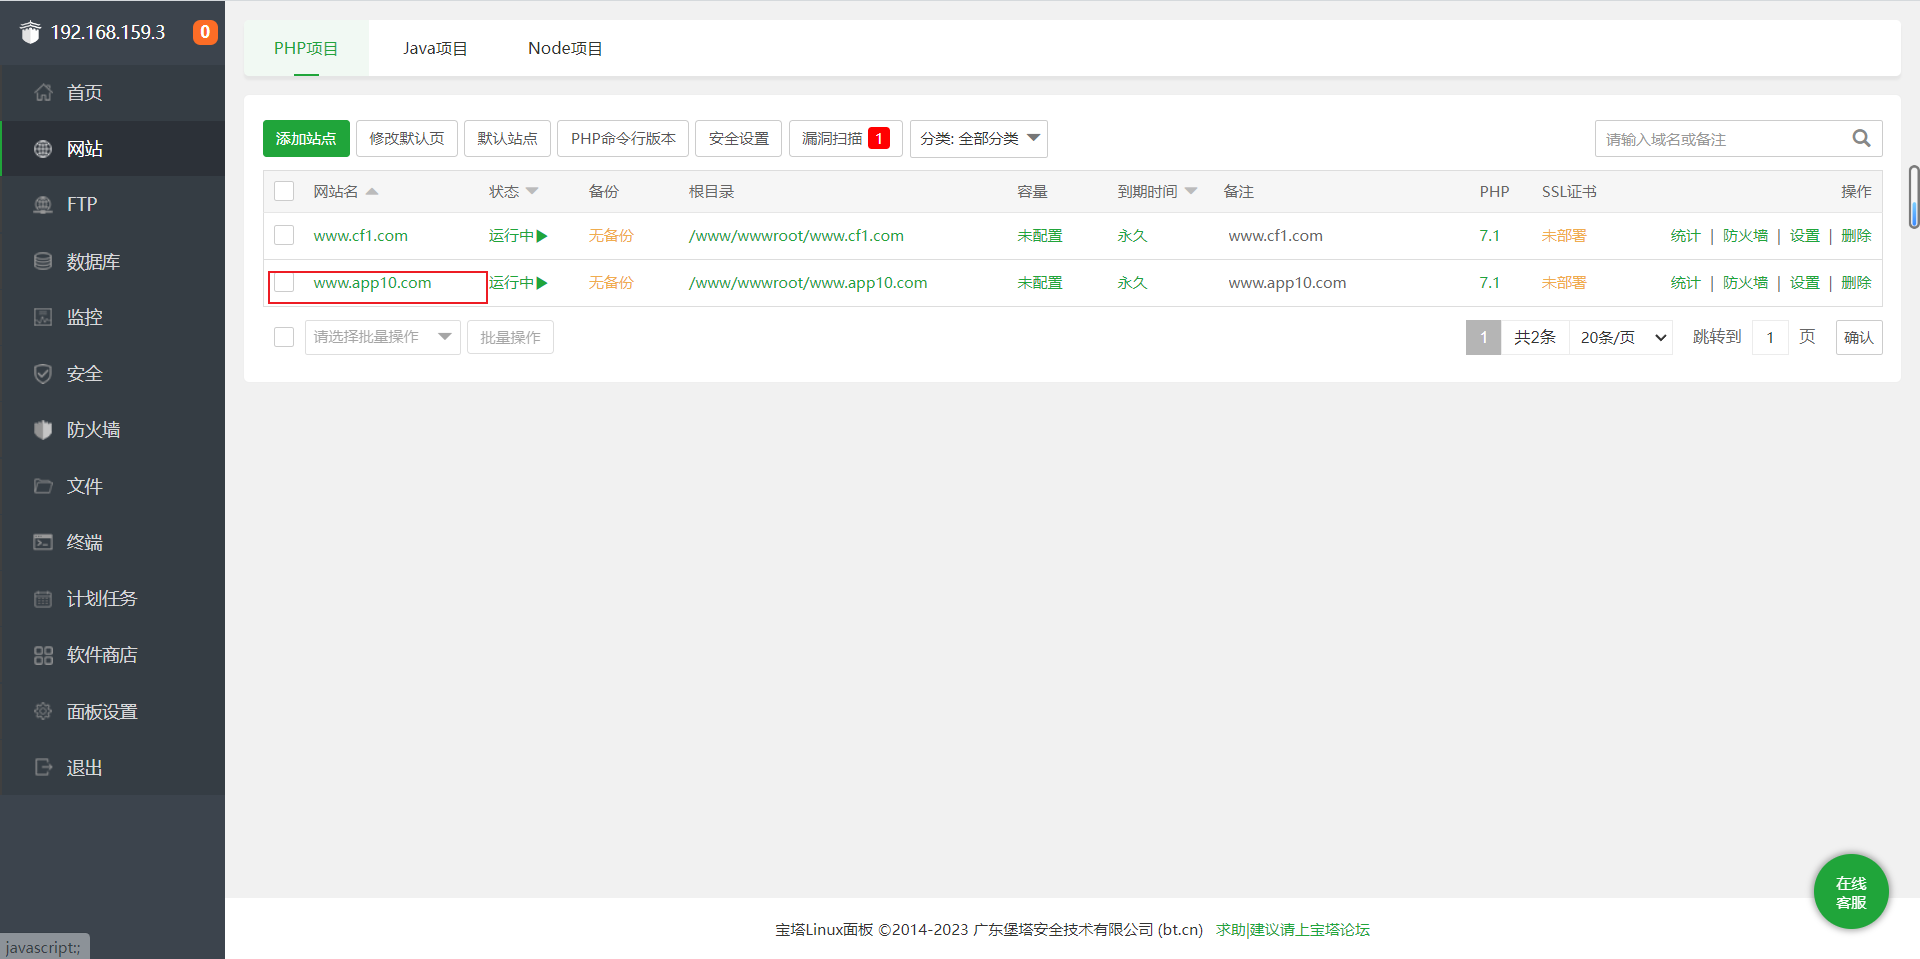 192.168.159.3 0
首页
网站
FTP
数据库
监控
安全
防火墙
文件
终端
计划任务
软件商店
面板设置
退出
javascript:;
PHP项目 Java项目 Node项目
添加站点 修改默认页 默认站点 PHP命令行版本 安全设置 漏洞扫描 1 分类: 全部分类 请输入域名或备注
网站名 状态 备份 根目录 容量 到期时间 备注 PHP SSL证书 操作
www.cf1.com 运行中 无备份 /www/wwwroot/www.cf1.com 未配置 永久 www.cf1.com 7.1 未部署 统计 | 防火墙 | 设置 | 删除
www.app10.com 运行中 无备份 /www/wwwroot/www.app10.com 未配置 永久 www.app10.com 7.1 未部署 统计 | 防火墙 | 设置 | 删除
请选择批量操作 批量操作 1 共2条 20条/页 跳转到 1 页 确认
在线
客服
宝塔Linux面板 ©2014-2023 广东堡塔安全技术有限公司 (bt.cn) 求助|建议请上宝塔论坛